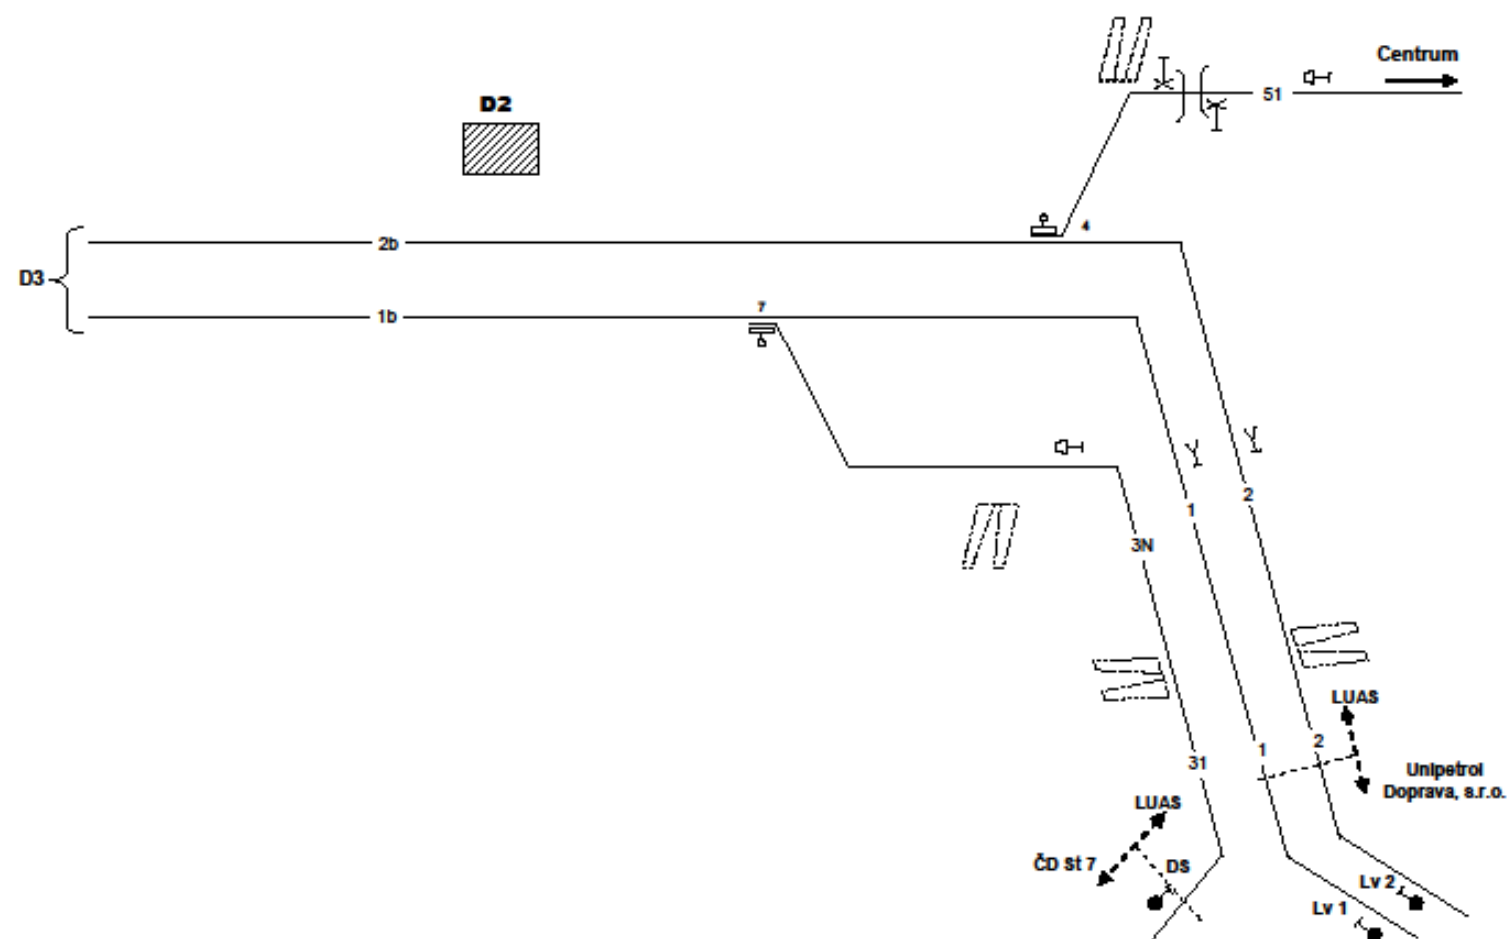 Centrum
51
D2
4
2b
D3
7
1b
2
1
3N
LUAS
2
1
31
Unipetrol
Doprava, s.r.o.
LUAS
ČD St 7
DS
Lv 2
Lv 1